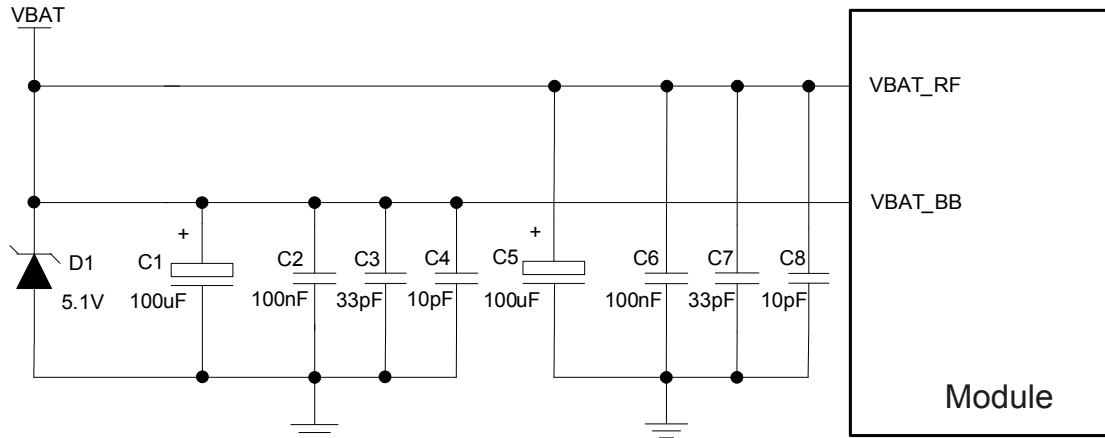 VBAT
VBAT_RF
VBAT_BB
+
D1
5.1V
C1
100uF
C2
100nF
C3
33pF
C4
10pF
+
C5
100uF
C6
100nF
C7
33pF
C8
10pF
Module